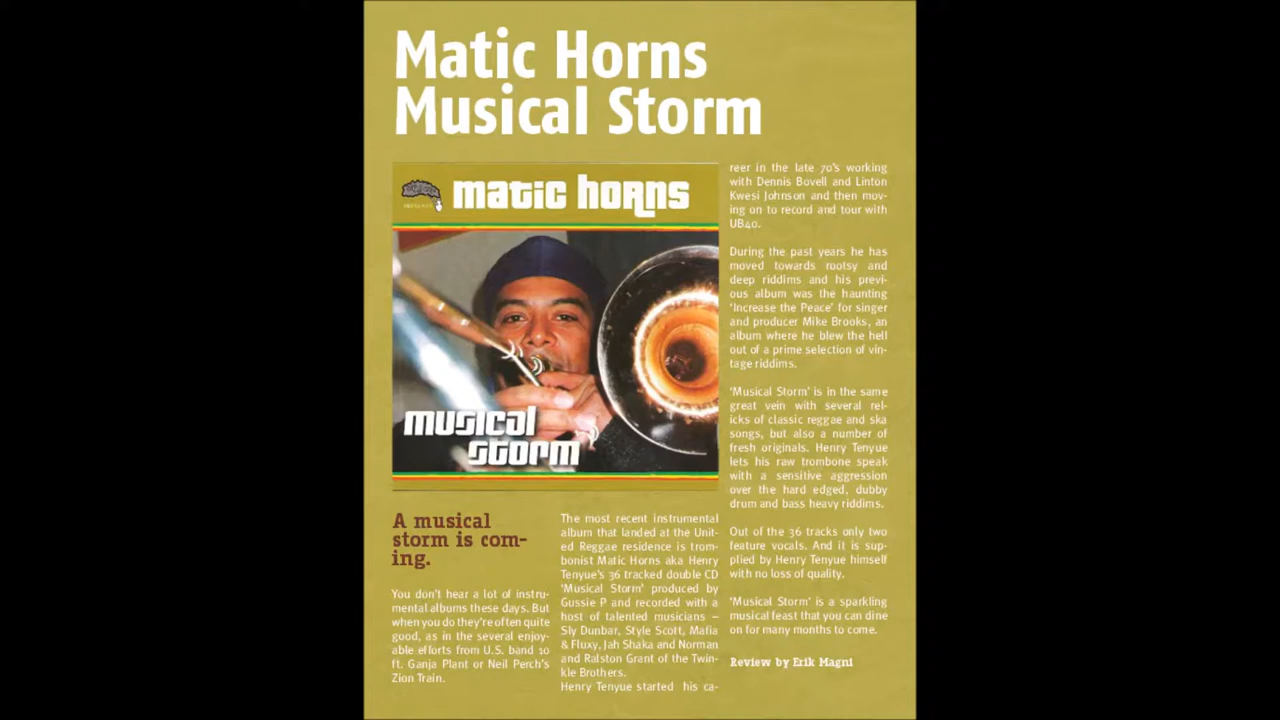 Matic Horns
Musical Storm
matic horns
musical
storm
A musical
storm is com-
ing.
You don't hear a lot of instru-
mental albums these days. But
when you do they're often quite
good, as in the several enjoy-
able efforts from U.S. band 10
ft. Ganja Plant or Neil Perch's
Zion Train.
The most recent instrumental
album that landed at the Unit-
ed Reggae residence is trom-
bonist Matic Horns aka Henry
Tenyue's 36 tracked double CD
'Musical Storm' produced by
Gussie P and recorded with a
host of talented musicians –
Sly Dunbar, Style Scott, Mafia
& Fluxy, Jah Shaka and Norman
and Ralston Grant of the Twin-
kle Brothers.
Henry Tenyue started his ca-
reer in the late 70's working
with Dennis Bovell and Linton
Kwesi Johnson and then mov-
ing on to record and tour with
UB40.
During the past years he has
moved towards rootsy and
deep riddims and his previ-
ous album was the haunting
'Increase the Peace' for singer
and producer Mike Brooks, an
album where he blew the hell
out of a prime selection of vin-
tage riddims.
'Musical Storm' is in the same
great vein with several rel-
icks of classic reggae and ska
songs, but also a number of
fresh originals. Henry Tenyue
lets his raw trombone speak
with a sensitive aggression
over the hard edged, dubby
drum and bass heavy riddims.
Out of the 36 tracks only two
feature vocals. And it is sup-
plied by Henry Tenyue himself
with no loss of quality.
'Musical Storm' is a sparkling
musical feast that you can dine
on for many months to come.
Review by Erik Magni